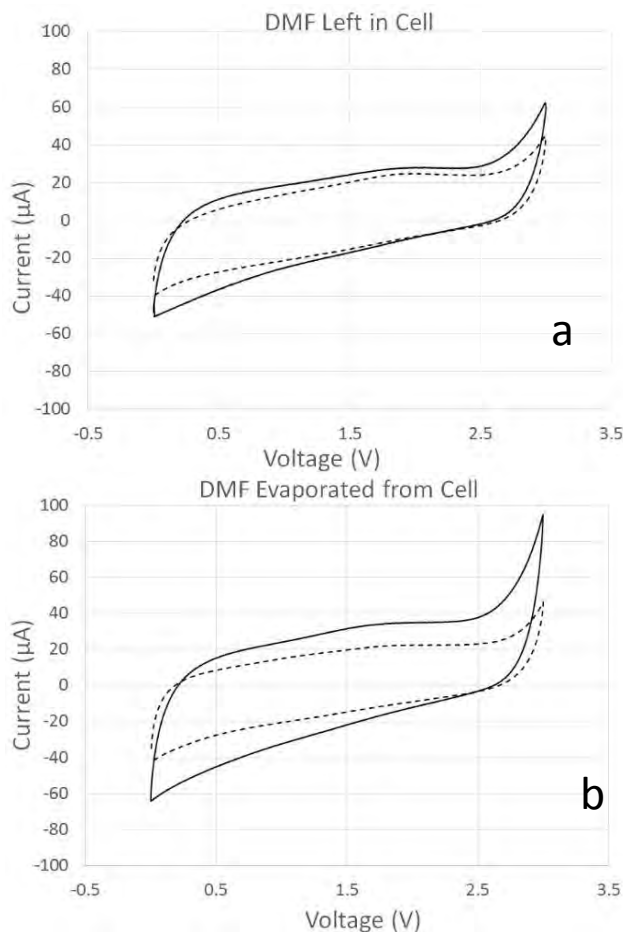 DMF Left in Cell
100
80
60
40
20
0
-20
-40
-60
-80
-100
Current (µA)
-0.5 0.5 1.5 2.5 3.5
Voltage (V)
a
DMF Evaporated from Cell
100
80
60
40
20
0
-20
-40
-60
-80
-100
Current (µA)
-0.5 0.5 1.5 2.5 3.5
Voltage (V)
b